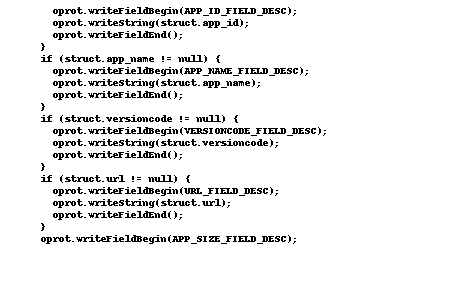 oprot.writeFieldBegin(APP_ID_FIELD_DESC);
oprot.writeString(struct.app_id);
oprot.writeFieldEnd();
}
if (struct.app_name != null) {
oprot.writeFieldBegin(APP_NAME_FIELD_DESC);
oprot.writeString(struct.app_name);
oprot.writeFieldEnd();
}
if (struct.versioncode != null) {
oprot.writeFieldBegin(VERSIONCODE_FIELD_DESC);
oprot.writeString(struct.versioncode);
oprot.writeFieldEnd();
}
if (struct.url != null) {
oprot.writeFieldBegin(URL_FIELD_DESC);
oprot.writeString(struct.url);
oprot.writeFieldEnd();
}
oprot.writeFieldBegin(APP_SIZE_FIELD_DESC);